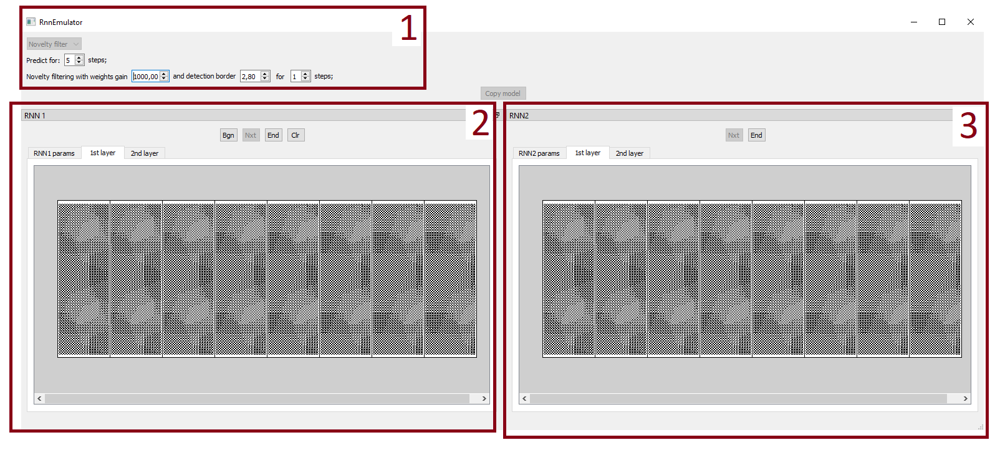 RnnEmulator
1
Novelty filter
Predict for: 5 steps;
Novelty filtering with weights gain 1000,00 and detection border 2,80 for 1 steps;
Copy model
RNN 1
2
Bgn Nxt End Clr
RNN1 params 1st layer 2nd layer
RNN2
3
Nxt End
RNN2 params 1st layer 2nd layer